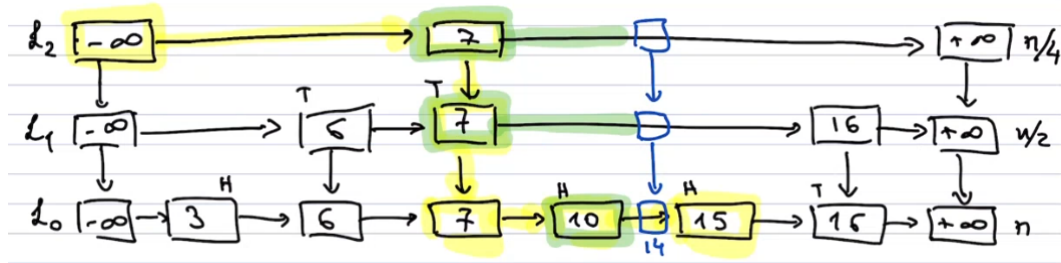 L₂ -∞ 7 +∞ n/4
T T
L₁ -∞ 6 7 16 +∞ n/2
H H H T
L₀ -∞ 3 6 7 10 15 16 +∞ n
14